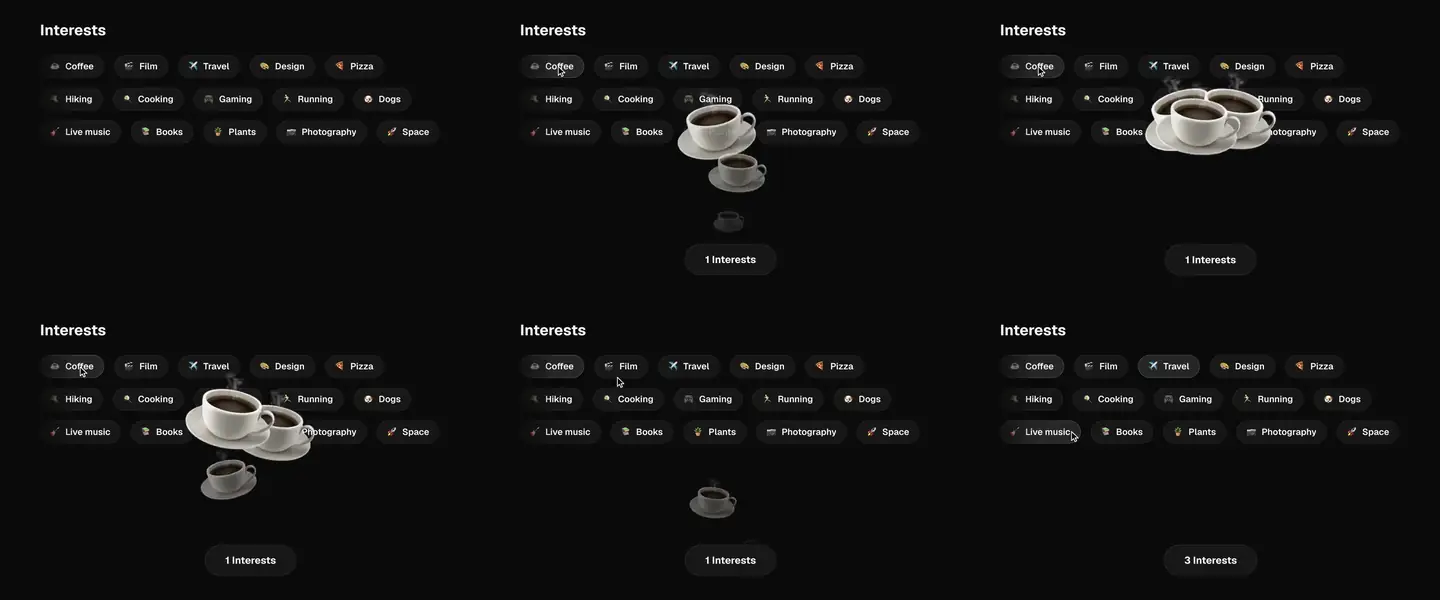 Interests
Coffee Film Travel Design Pizza
Hiking Cooking Gaming Running Dogs
Live music Books Plants Photography Space
Interests
Coffee Film Travel Design Pizza
Hiking Cooking Gaming Running Dogs
Live music Books Photography Space
1 Interests
Interests
Coffee Film Travel Design Pizza
Hiking Cooking Running Dogs
Live music Books hotography Space
1 Interests
Interests
Coffee Film Travel Design Pizza
Hiking Cooking Running Dogs
Live music Books Photography Space
1 Interests
Interests
Coffee Film Travel Design Pizza
Hiking Cooking Gaming Running Dogs
Live music Books Plants Photography Space
1 Interests
Interests
Coffee Film Travel Design Pizza
Hiking Cooking Gaming Running Dogs
Live music Books Plants Photography Space
3 Interests